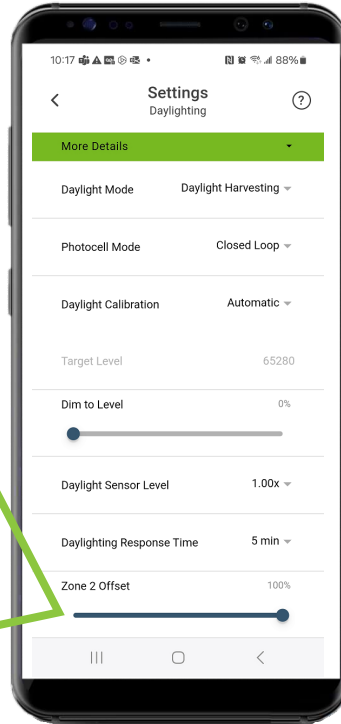 10:17 88%
Settings
Daylighting
?
More Details
Daylight Mode Daylight Harvesting
Photocell Mode Closed Loop
Daylight Calibration Automatic
Target Level 65280
Dim to Level 0%
Daylight Sensor Level 1.00x
Daylighting Response Time 5 min
Zone 2 Offset 100%